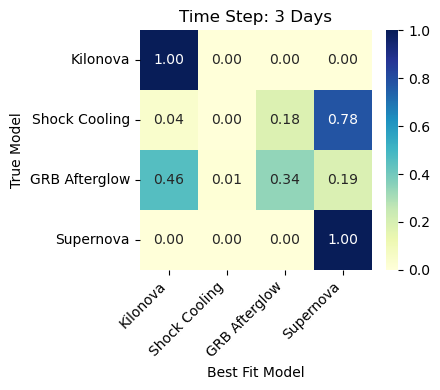 Time Step: 3 Days
True Model
Kilonova
Shock Cooling
GRB Afterglow
Supernova
1.00 0.00 0.00 0.00
0.04 0.00 0.18 0.78
0.46 0.01 0.34 0.19
0.00 0.00 0.00 1.00
1.0
0.8
0.6
0.4
0.2
0.0
Kilonova
Shock Cooling
GRB Afterglow
Supernova
Best Fit Model